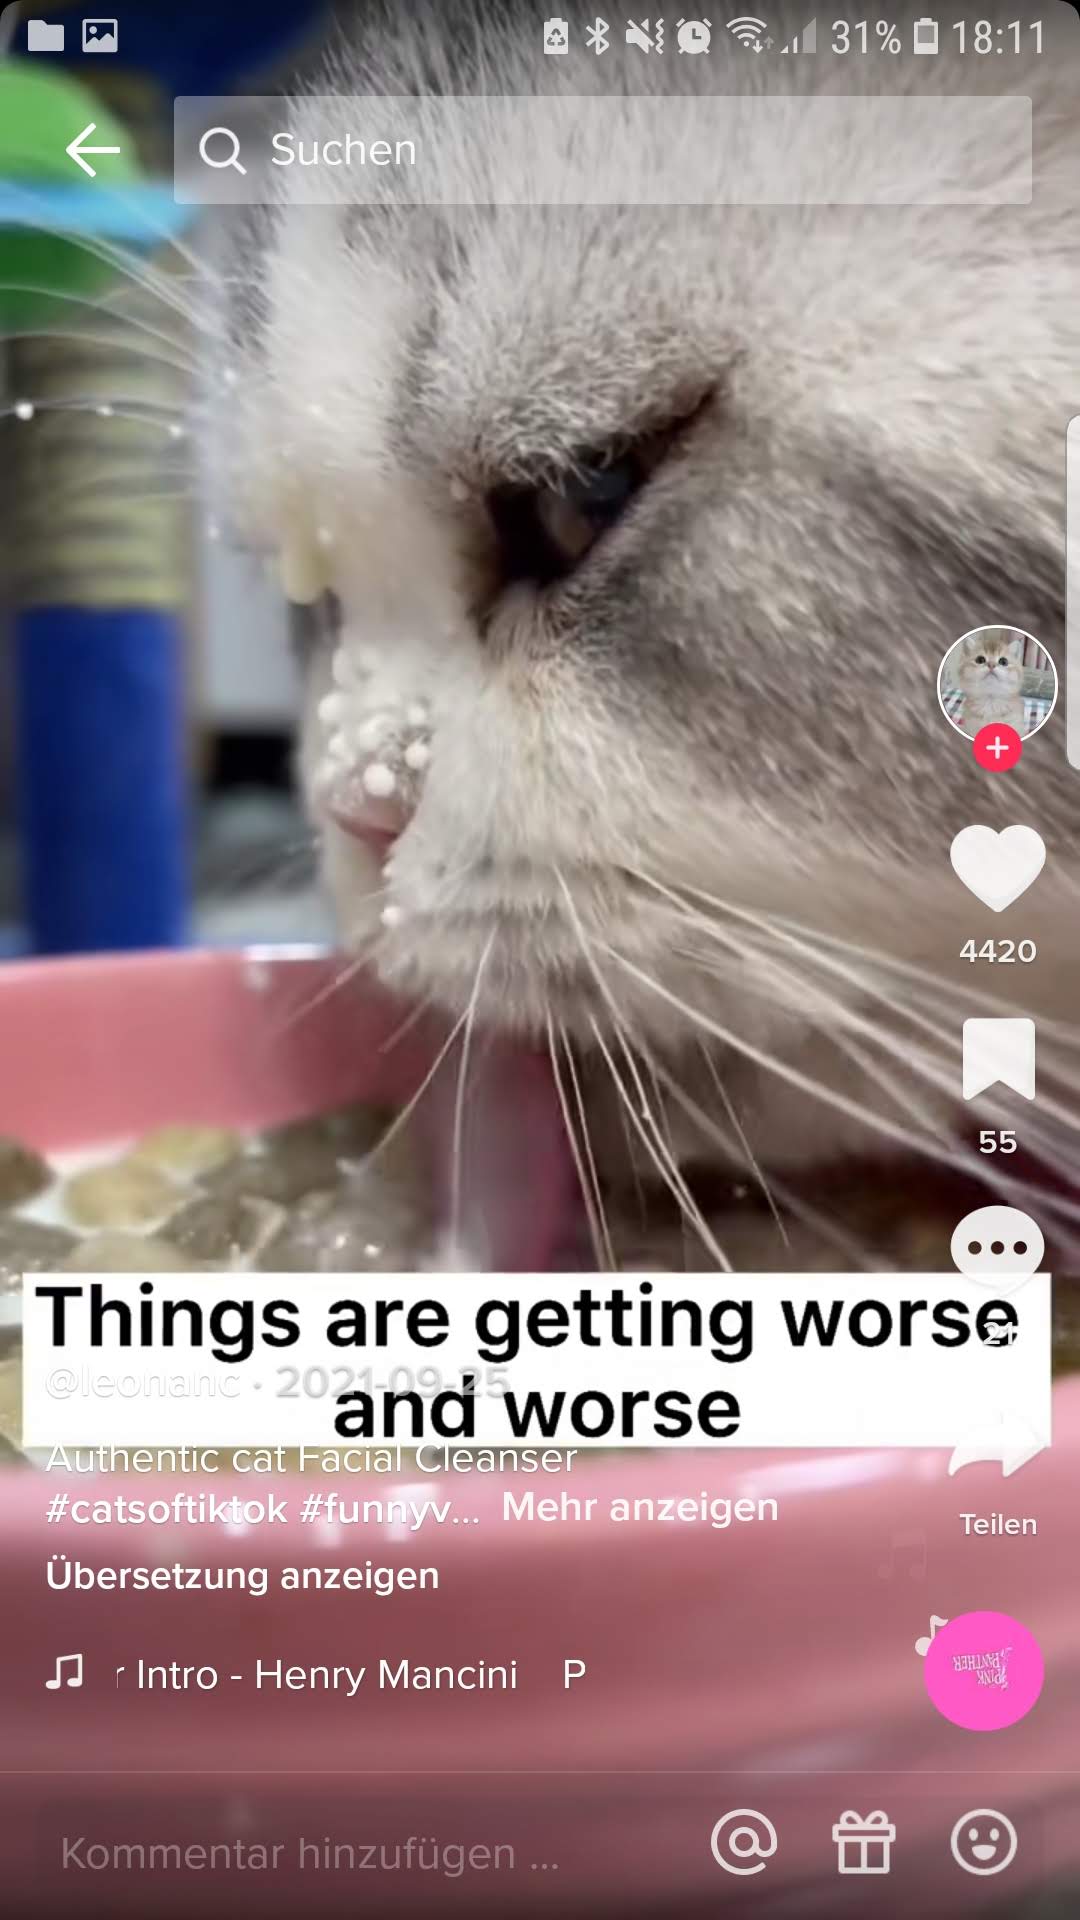 31% 18:11
Suchen
4420
55
Things are getting worse
21
@leonanc · 2021-09-25
and worse
Authentic cat Facial Cleanser
#catsoftiktok #funnyv... Mehr anzeigen
Teilen
Übersetzung anzeigen
r Intro - Henry Mancini P
PINK
PANTHER
Kommentar hinzufügen ...